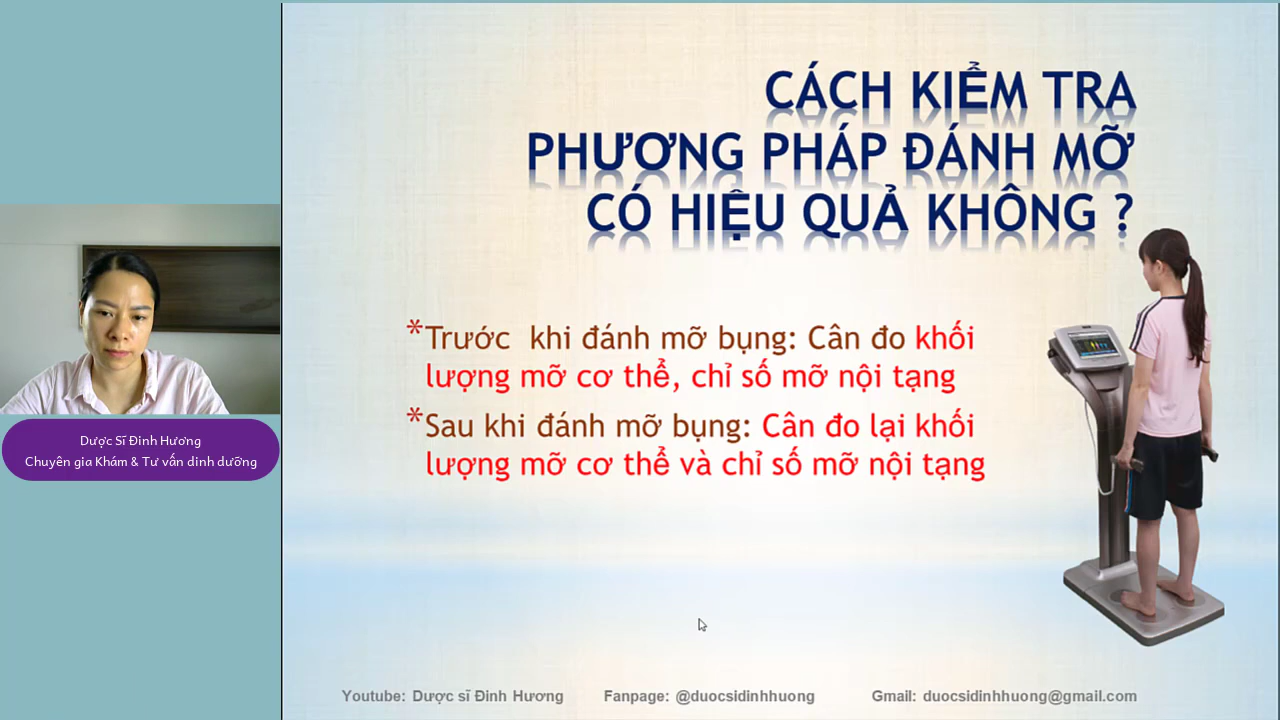 CÁCH KIỂM TRA
PHƯƠNG PHÁP ĐÁNH MỠ
CÓ HIỆU QUẢ KHÔNG ?
*Trước khi đánh mỡ bụng: Cân đo khối
lượng mỡ cơ thể, chỉ số mỡ nội tạng
*Sau khi đánh mỡ bụng: Cân đo lại khối
lượng mỡ cơ thể và chỉ số mỡ nội tạng
Dược Sĩ Đinh Hương
Chuyên gia Khám & Tư vấn dinh dưỡng
Youtube: Dược sĩ Đinh Hương Fanpage: @duocsidinhhuong Gmail: duocsidinhhuong@gmail.com